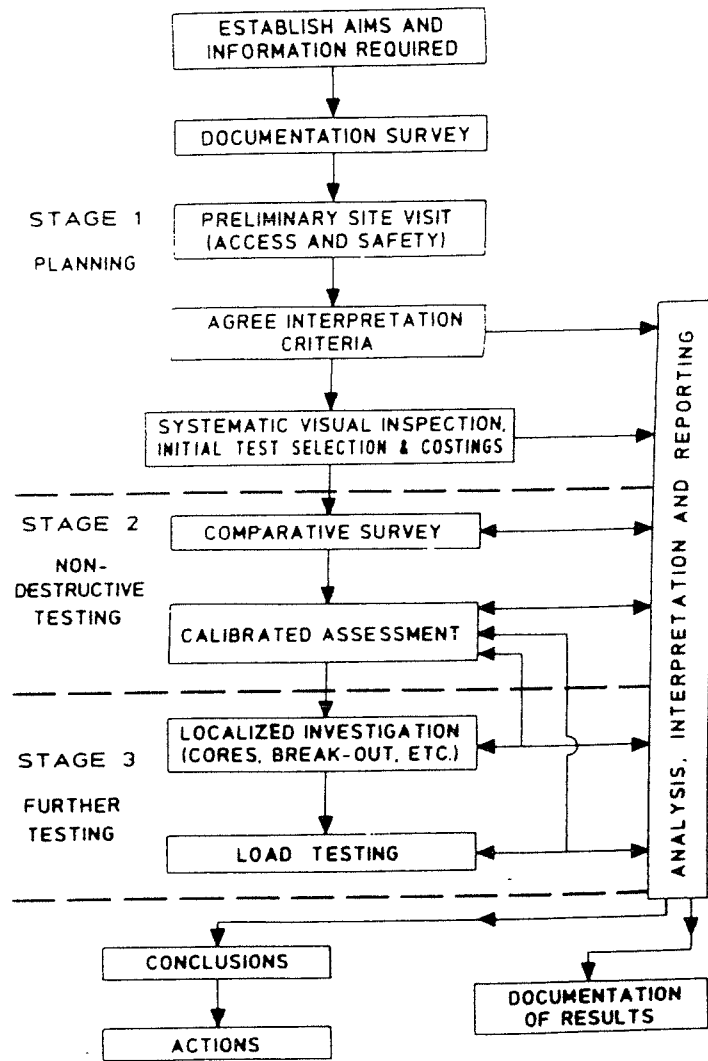 ESTABLISH AIMS AND
INFORMATION REQUIRED
DOCUMENTATION SURVEY
STAGE 1
PLANNING
PRELIMINARY SITE VISIT
(ACCESS AND SAFETY)
AGREE INTERPRETATION
CRITERIA
SYSTEMATIC VISUAL INSPECTION,
INITIAL TEST SELECTION & COSTINGS
STAGE 2
NON-
DESTRUCTIVE
TESTING
COMPARATIVE SURVEY
CALIBRATED ASSESSMENT
STAGE 3
FURTHER
TESTING
LOCALIZED INVESTIGATION
(CORES, BREAK-OUT, ETC.)
LOAD TESTING
ANALYSIS, INTERPRETATION AND REPORTING
CONCLUSIONS
ACTIONS
DOCUMENTATION
OF RESULTS